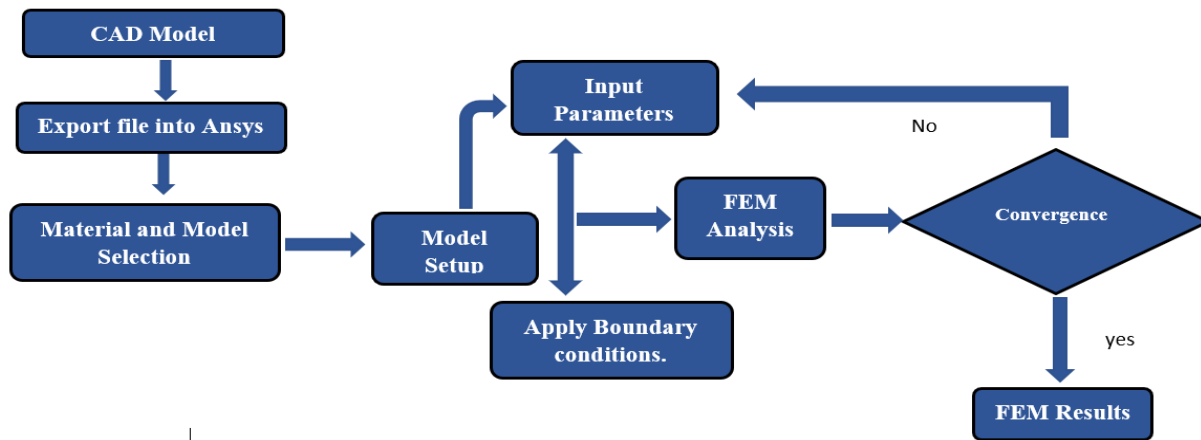 CAD Model
Export file into Ansys
Material and Model
Selection
Model
Setup
Input
Parameters
Apply Boundary
conditions.
FEM
Analysis
Convergence
No
yes
FEM Results